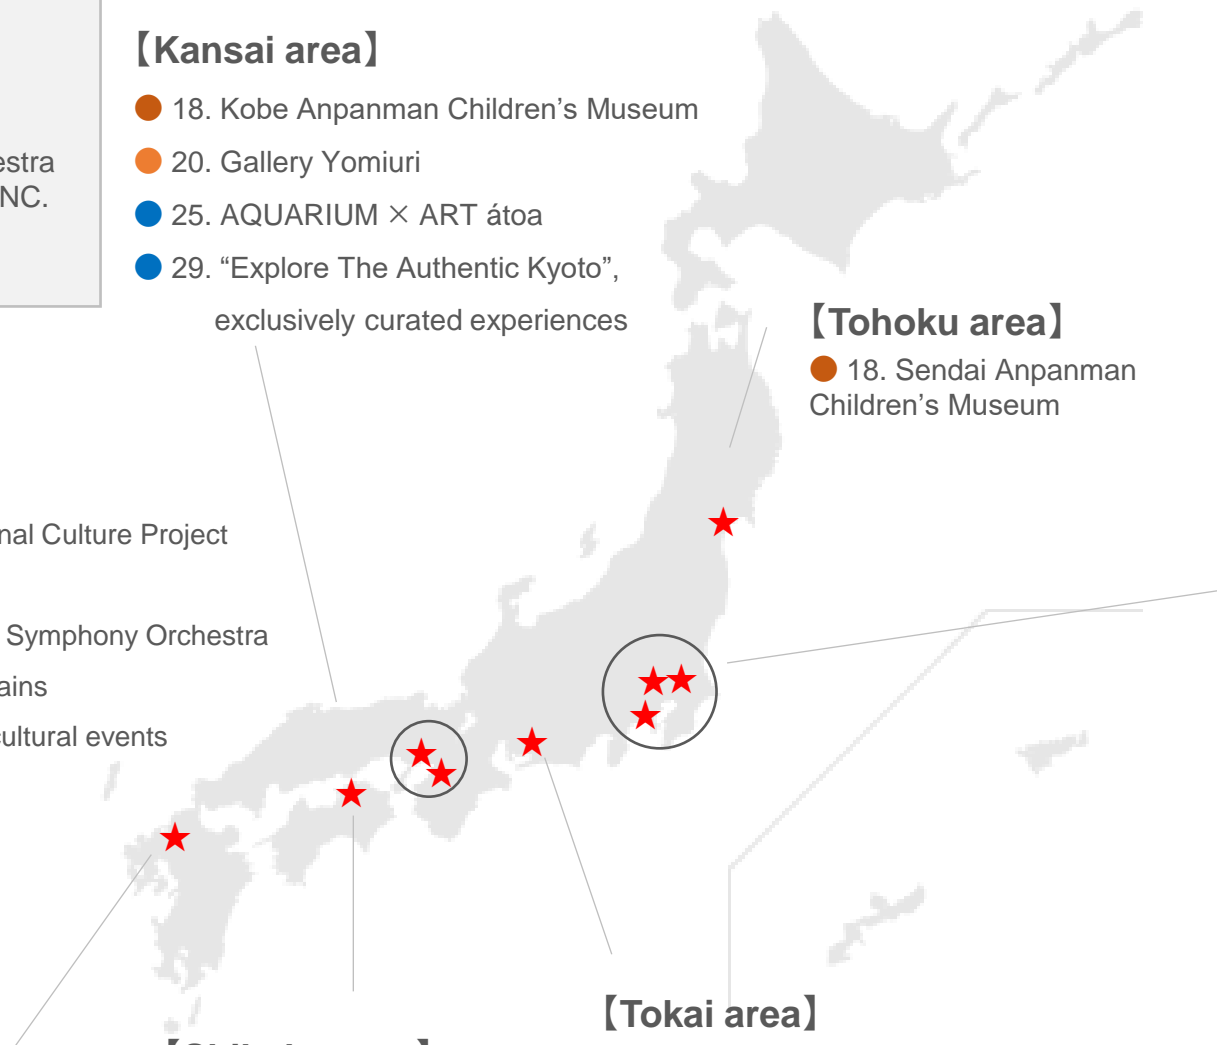 estra
NC.
【Kansai area】
18. Kobe Anpanman Children’s Museum
20. Gallery Yomiuri
25. AQUARIUM × ART átoa
29. “Explore The Authentic Kyoto”,
exclusively curated experiences
【Tohoku area】
18. Sendai Anpanman
Children’s Museum
nal Culture Project
Symphony Orchestra
ains
cultural events
【Tokai area】